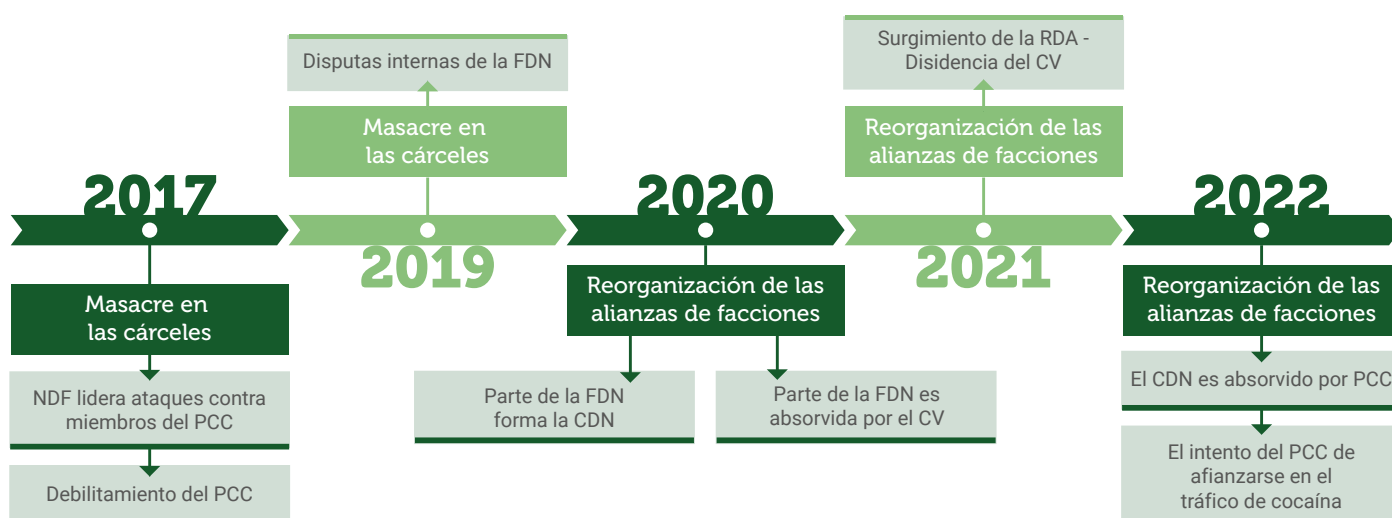 2017
Masacre en
las cárceles
NDF lidera ataques contra
miembros del PCC
Debilitamiento del PCC
Disputas internas de la FDN
Masacre en
las cárceles
2019
2020
Reorganización de las
alianzas de facciones
Parte de la FDN
forma la CDN
Parte de la FDN es
absorvida por el CV
Surgimiento de la RDA -
Disidencia del CV
Reorganización de las
alianzas de facciones
2021
2022
Reorganización de las
alianzas de facciones
El CDN es absorvido por PCC
El intento del PCC de
afianzarse en el
tráfico de cocaína